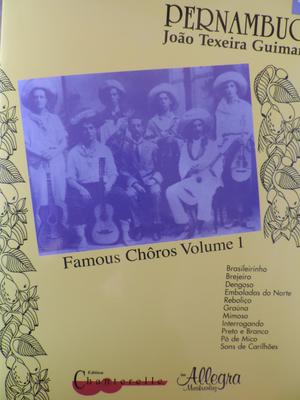 PERNAMBUC
João Texeira Guimar
Famous Chôros Volume 1
Brasileirinho
Brejeiro
Dengoso
Emboladas do Norte
Reboliço
Graúna
Mimoso
Interrogando
Preto e Branco
Pó de Mico
Sons de Carilhões
Edition
Chanterelle
Allegra